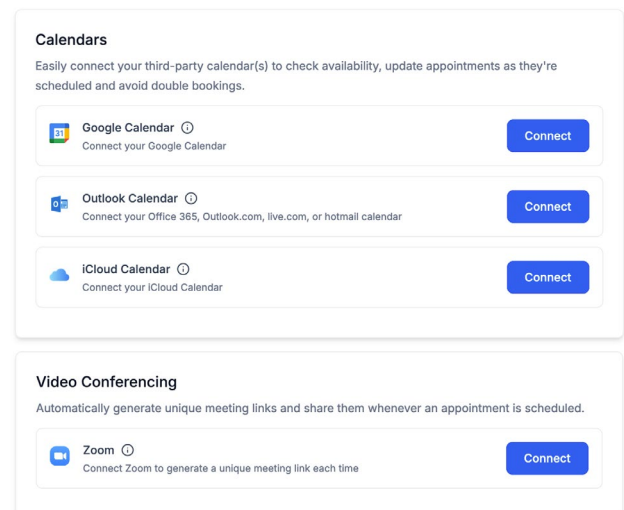 Calendars
Easily connect your third-party calendar(s) to check availability, update appointments as they're
scheduled and avoid double bookings.
31
Google Calendar
Connect
Connect your Google Calendar
Outlook Calendar
Connect
Connect your Office 365, Outlook.com, live.com, or hotmail calendar
iCloud Calendar
Connect
Connect your iCloud Calendar
Video Conferencing
Automatically generate unique meeting links and share them whenever an appointment is scheduled.
Zoom
Connect
Connect Zoom to generate a unique meeting link each time